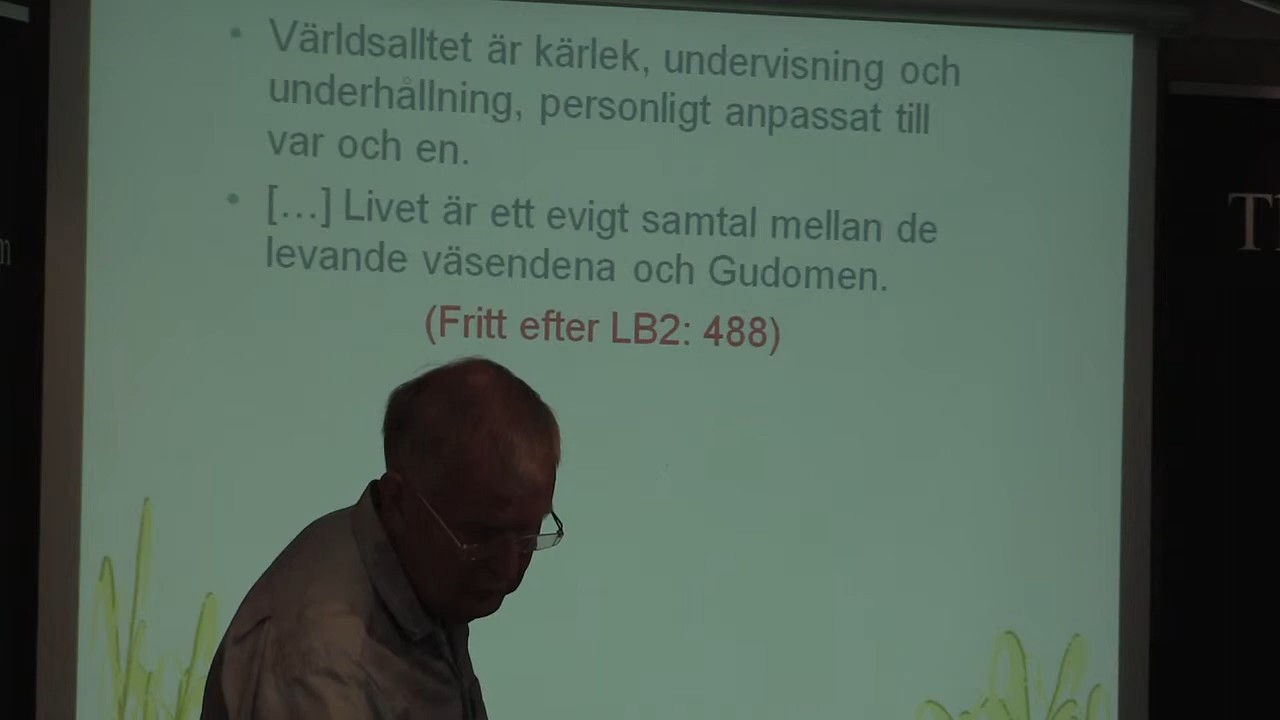 • Världsalltet är kärlek, undervisning och
underhållning, personligt anpassat till
var och en.
• […] Livet är ett evigt samtal mellan de
levande väsendena och Gudomen.
(Fritt efter LB2: 488)